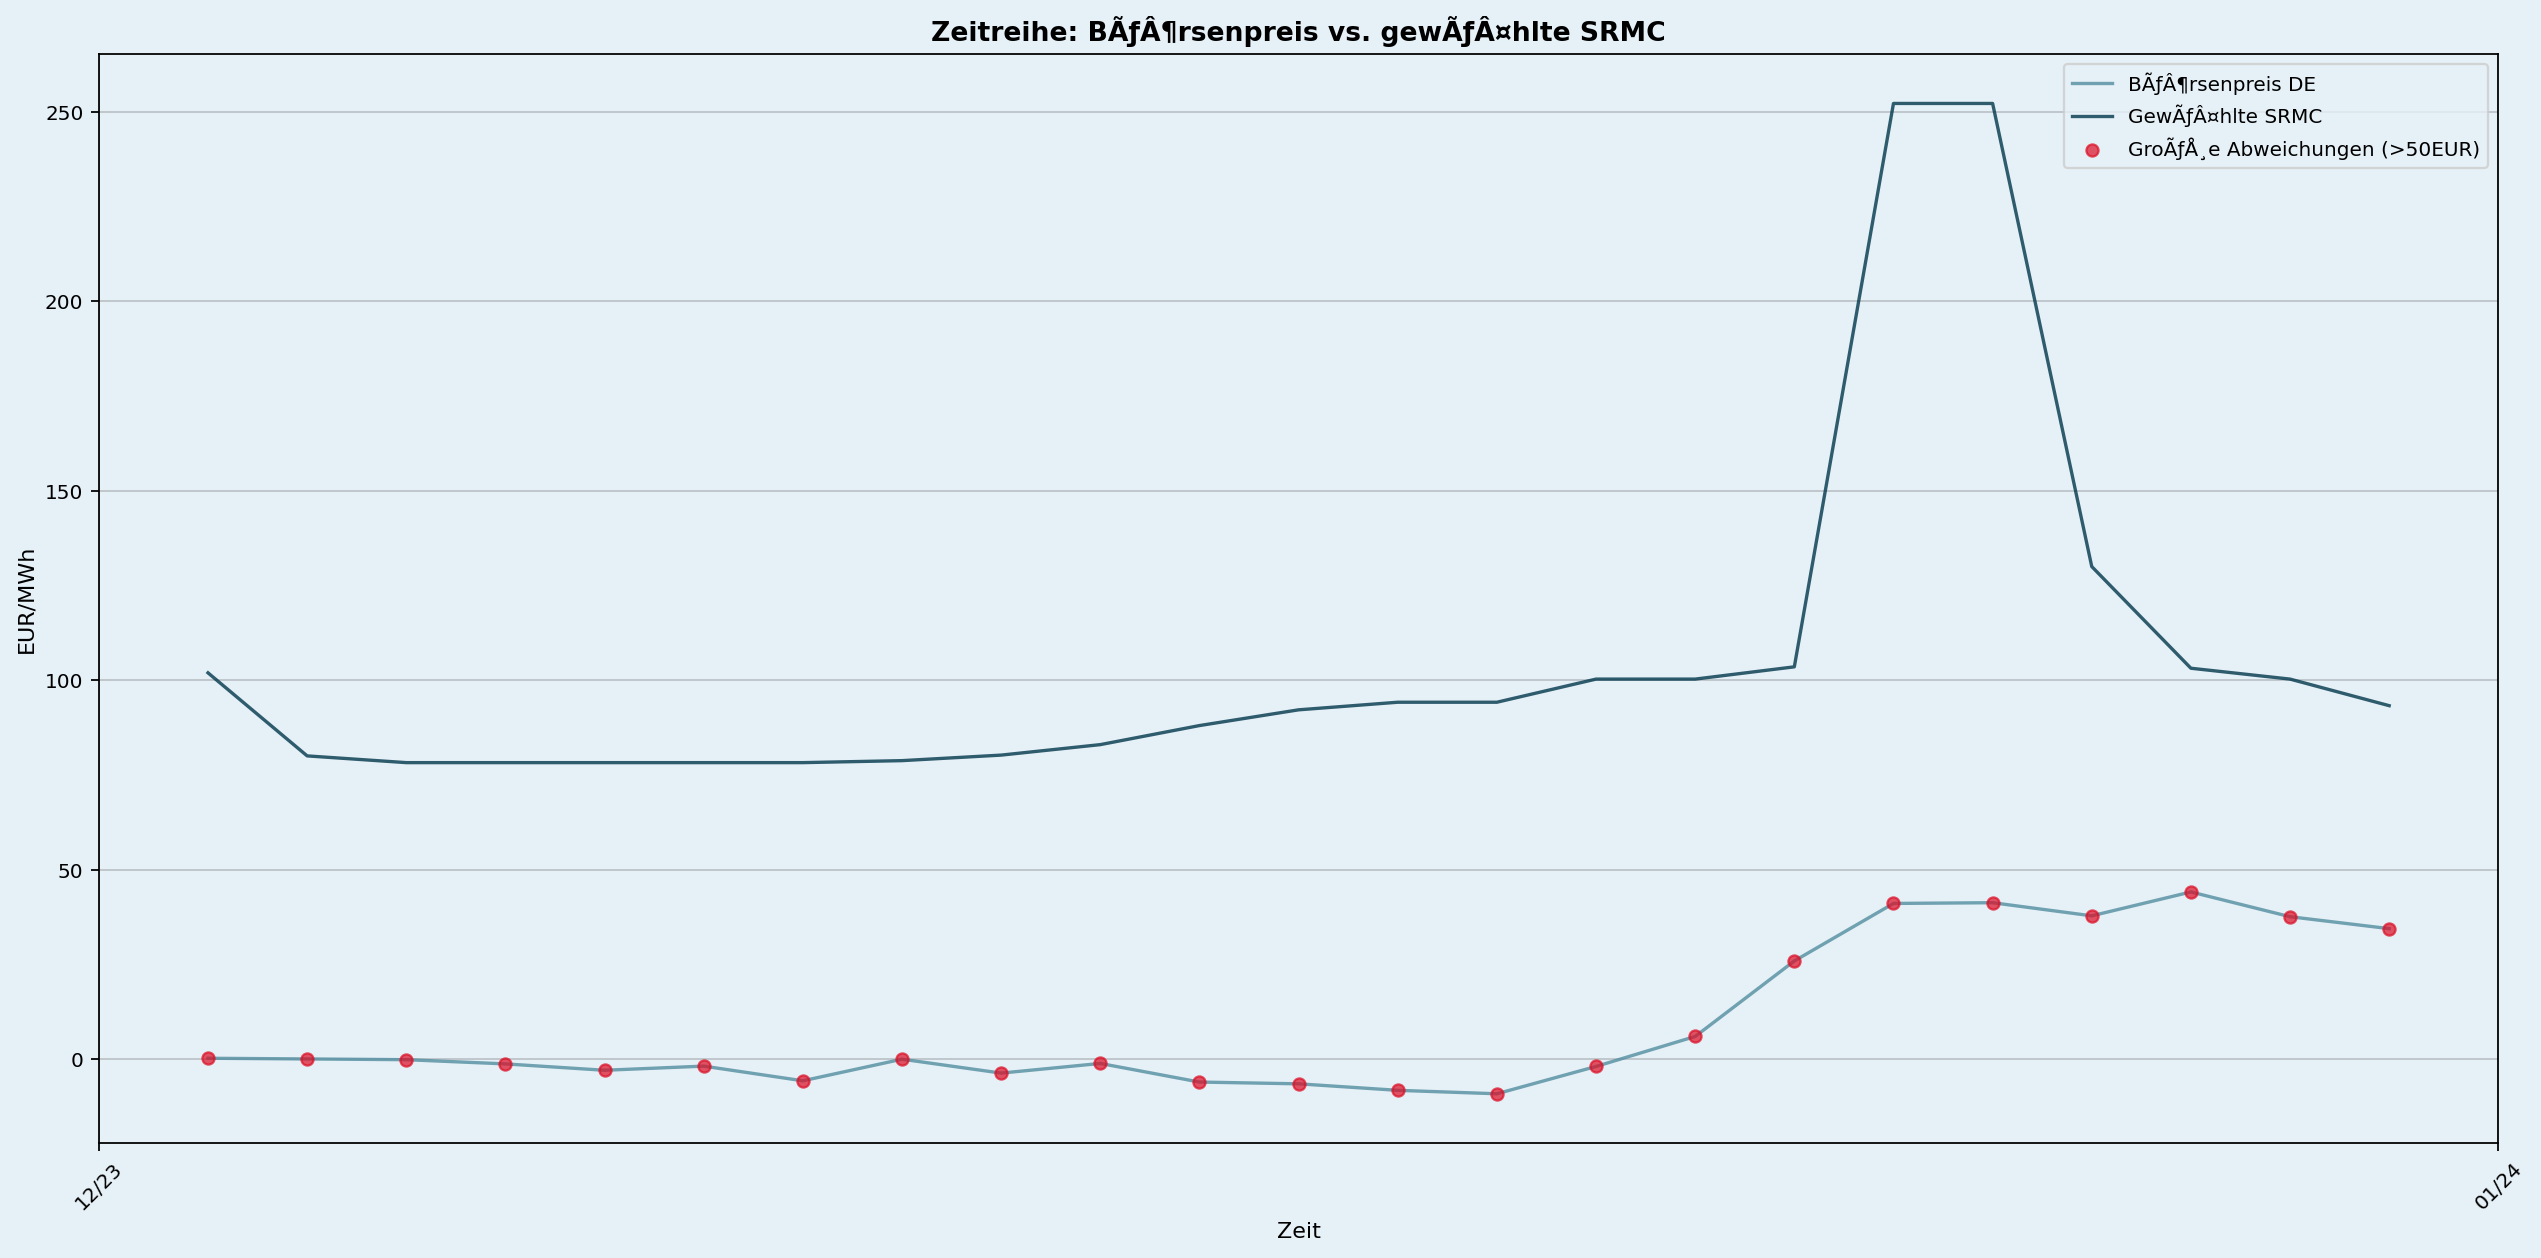 Zeitreihe: BÃƒÂ¶rsenpreis vs. gewÃƒÂ¤hlte SRMC
BÃƒÂ¶rsenpreis DE
GewÃƒÂ¤hlte SRMC
GroÃƒÅ¸e Abweichungen (>50EUR)
250
200
150
100
50
0
EUR/MWh
12/23
01/24
Zeit